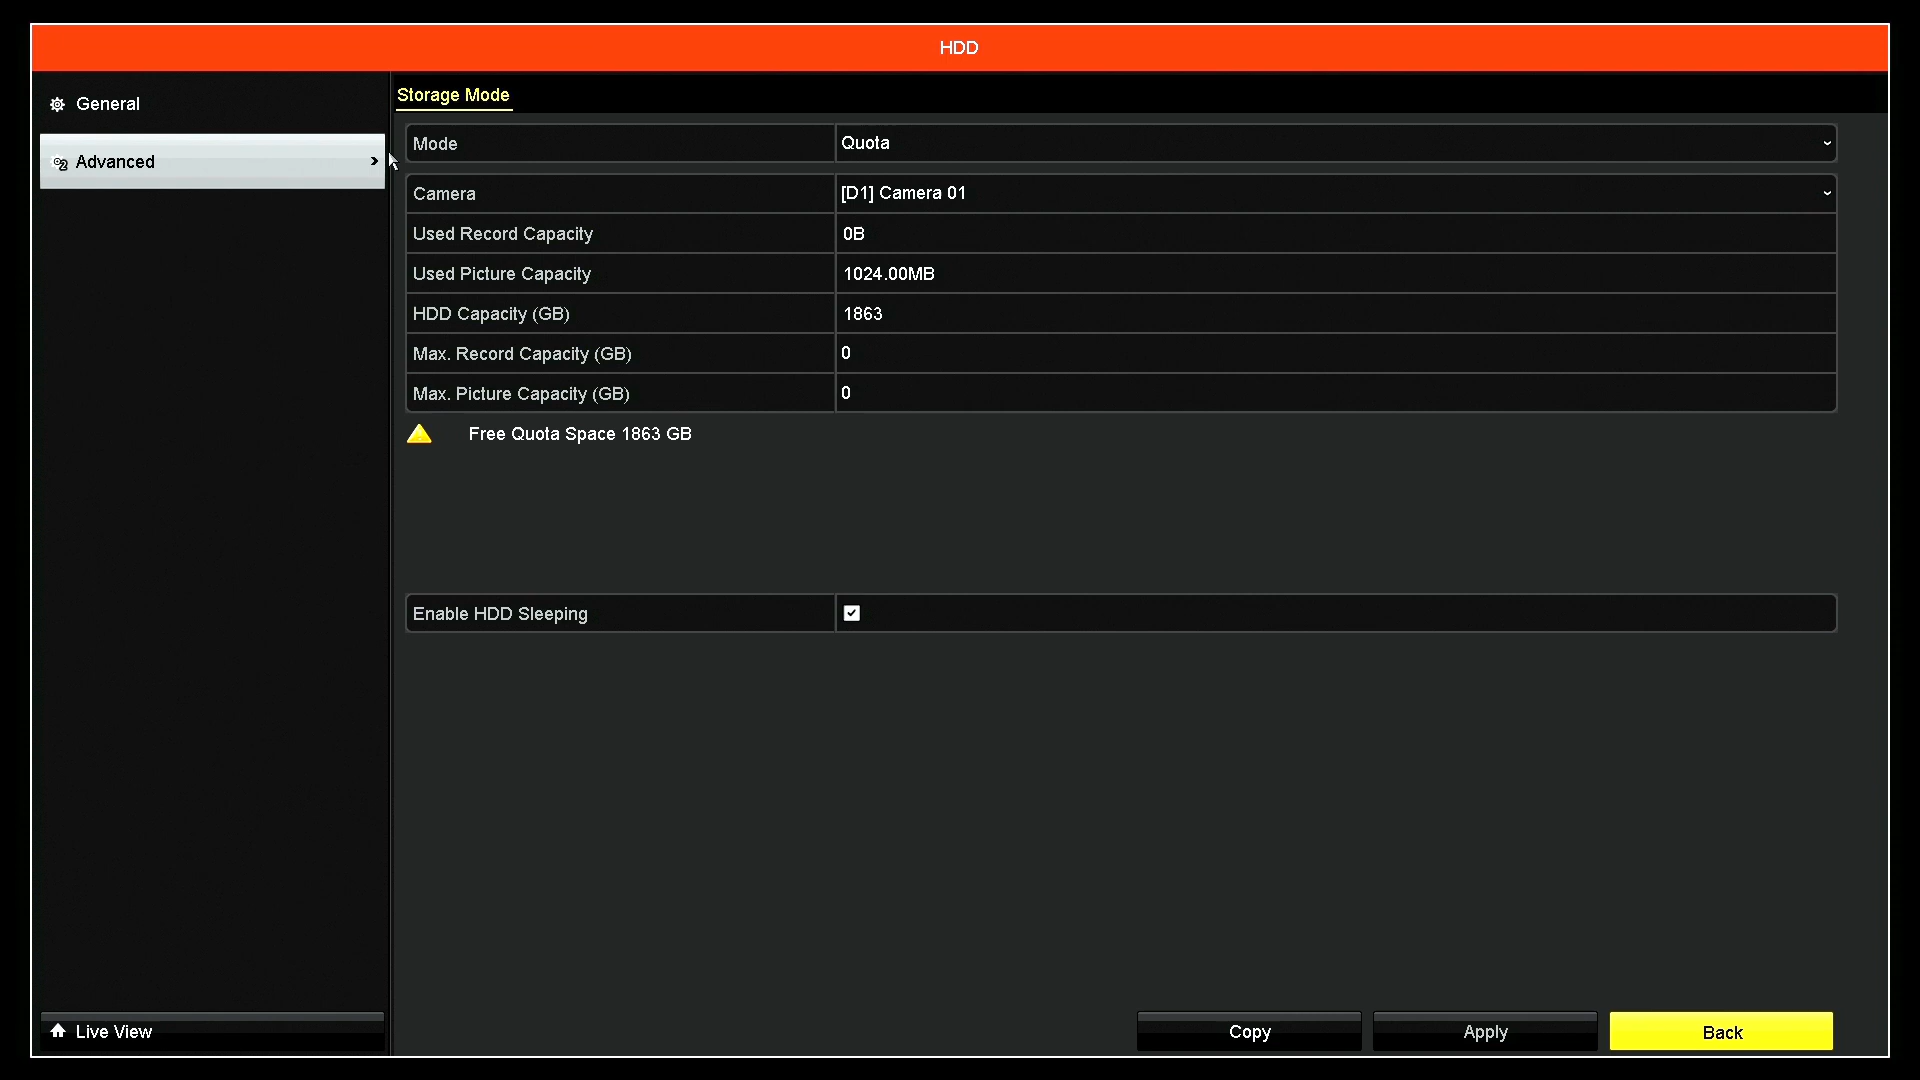 HDD
General
Advanced
Live View
Storage Mode
Mode Quota
Camera [D1] Camera 01
Used Record Capacity 0B
Used Picture Capacity 1024.00MB
HDD Capacity (GB) 1863
Max. Record Capacity (GB) 0
Max. Picture Capacity (GB) 0
Free Quota Space 1863 GB
Enable HDD Sleeping
Copy Apply Back